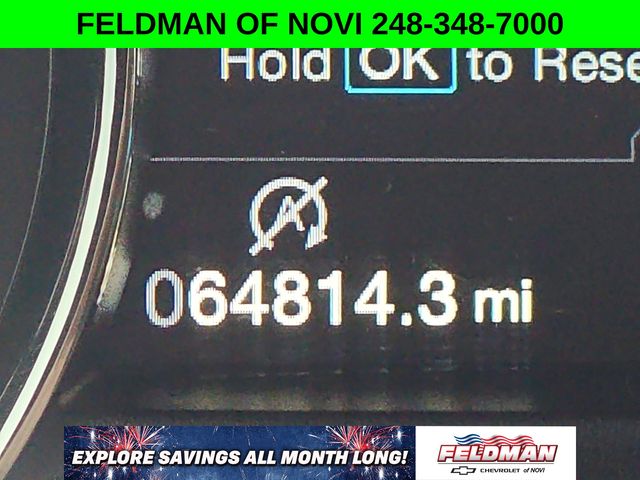 FELDMAN OF NOVI 248-348-7000
Hold OK to Rese
A
064814.3 mi
EXPLORE SAVINGS ALL MONTH LONG!
FELDMAN
CHEVROLET of NOVI